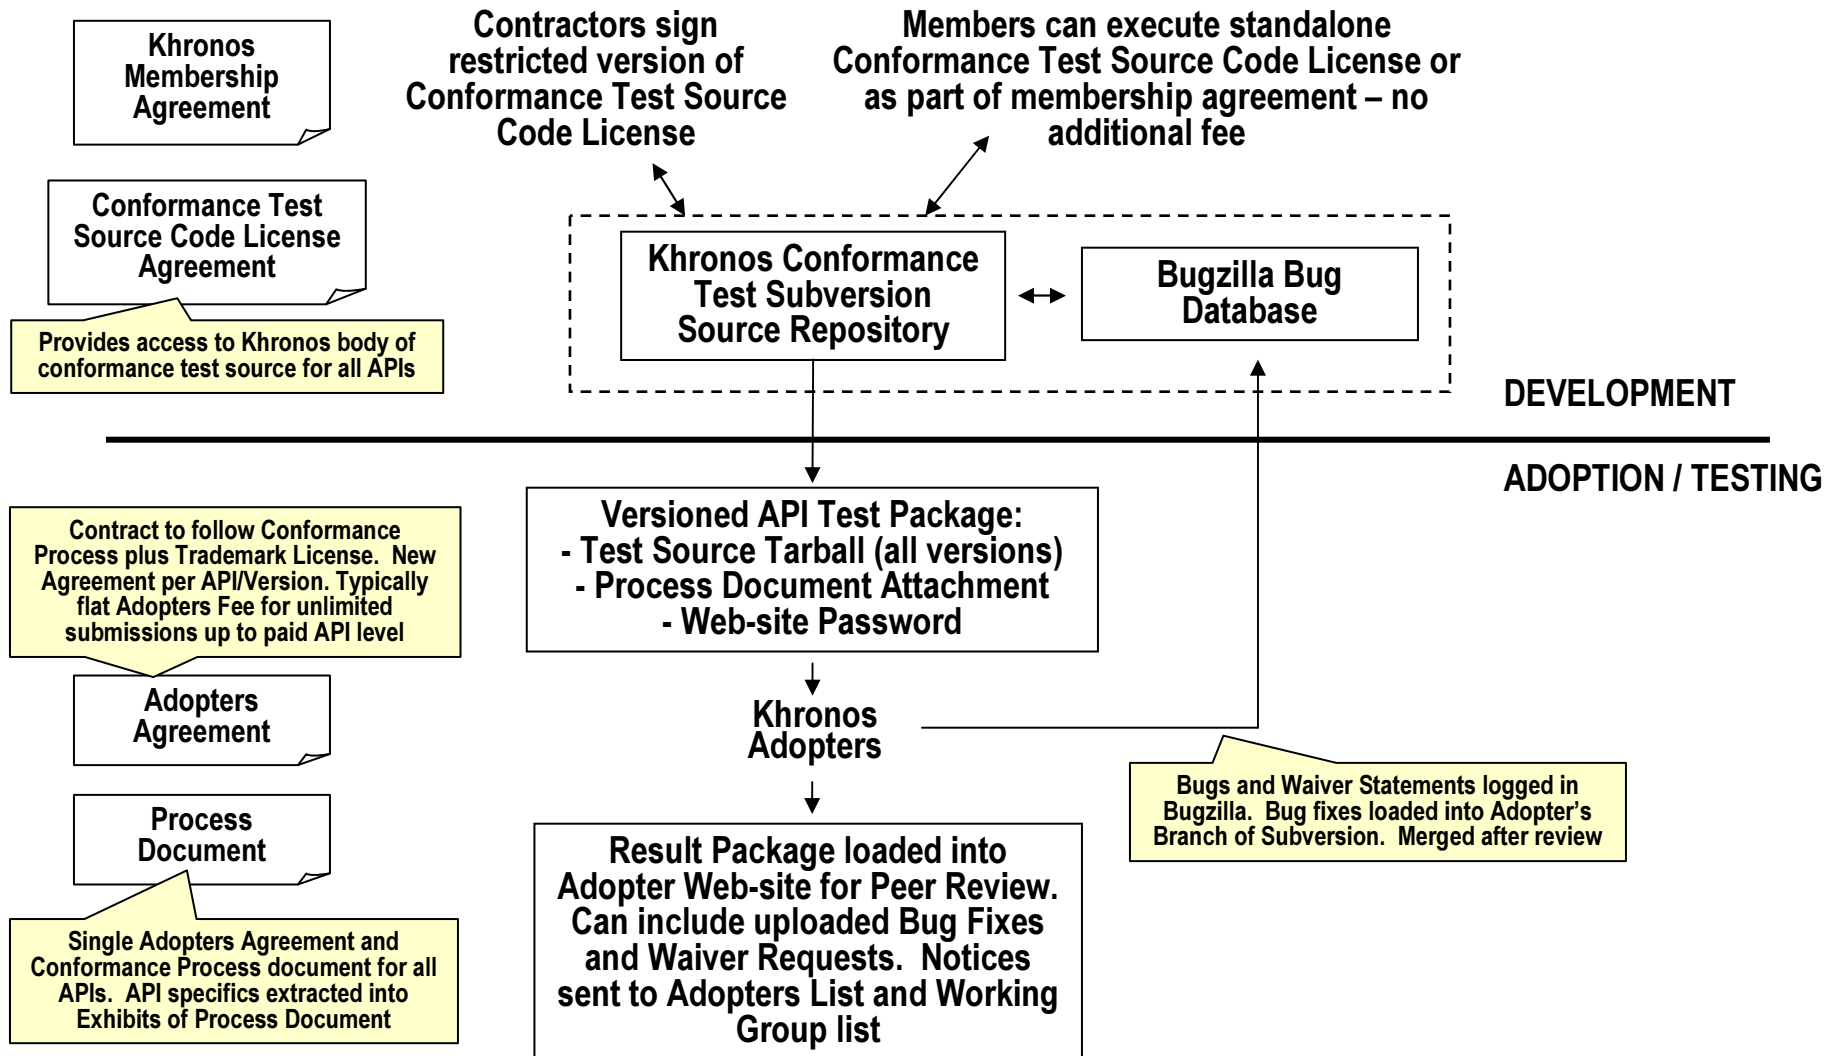 Khronos
Membership
Agreement
Contractors sign
restricted version of
Conformance Test Source
Code License
Members can execute standalone
Conformance Test Source Code License or
as part of membership agreement – no
additional fee
Conformance Test
Source Code License
Agreement
Provides access to Khronos body of
conformance test source for all APIs
Khronos Conformance
Test Subversion
Source Repository
Bugzilla Bug
Database
DEVELOPMENT
ADOPTION / TESTING
Contract to follow Conformance
Process plus Trademark License.  New
Agreement per API/Version. Typically
flat Adopters Fee for unlimited
submissions up to paid API level
Adopters
Agreement
Versioned API Test Package:
- Test Source Tarball (all versions)
- Process Document Attachment
- Web-site Password
Khronos
Adopters
Bugs and Waiver Statements logged in
Bugzilla.  Bug fixes loaded into Adopter’s
Branch of Subversion.  Merged after review
Process
Document
Single Adopters Agreement and
Conformance Process document for all
APIs.  API specifics extracted into
Exhibits of Process Document
Result Package loaded into
Adopter Web-site for Peer Review.
Can include uploaded Bug Fixes
and Waiver Requests.  Notices
sent to Adopters List and Working
Group list